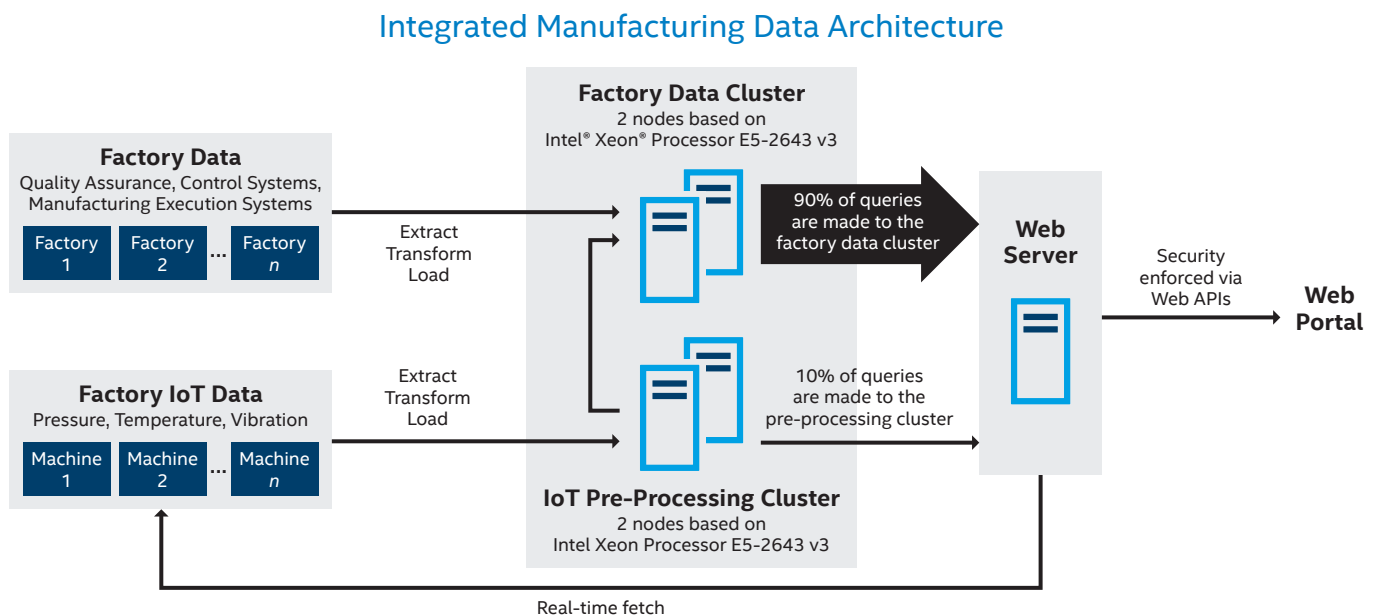 Integrated Manufacturing Data Architecture
Factory Data
Quality Assurance, Control Systems,
Manufacturing Execution Systems
Factory
1
Factory
2
...
Factory
n
Extract
Transform
Load
Factory Data Cluster
2 nodes based on
Intel® Xeon® Processor E5-2643 v3
90% of queries
are made to the
factory data cluster
Web
Server
Security
enforced via
Web APIs
Web
Portal
Factory IoT Data
Pressure, Temperature, Vibration
Machine
1
Machine
2
...
Machine
n
Extract
Transform
Load
10% of queries
are made to the
pre-processing cluster
IoT Pre-Processing Cluster
2 nodes based on
Intel Xeon Processor E5-2643 v3
Real-time fetch